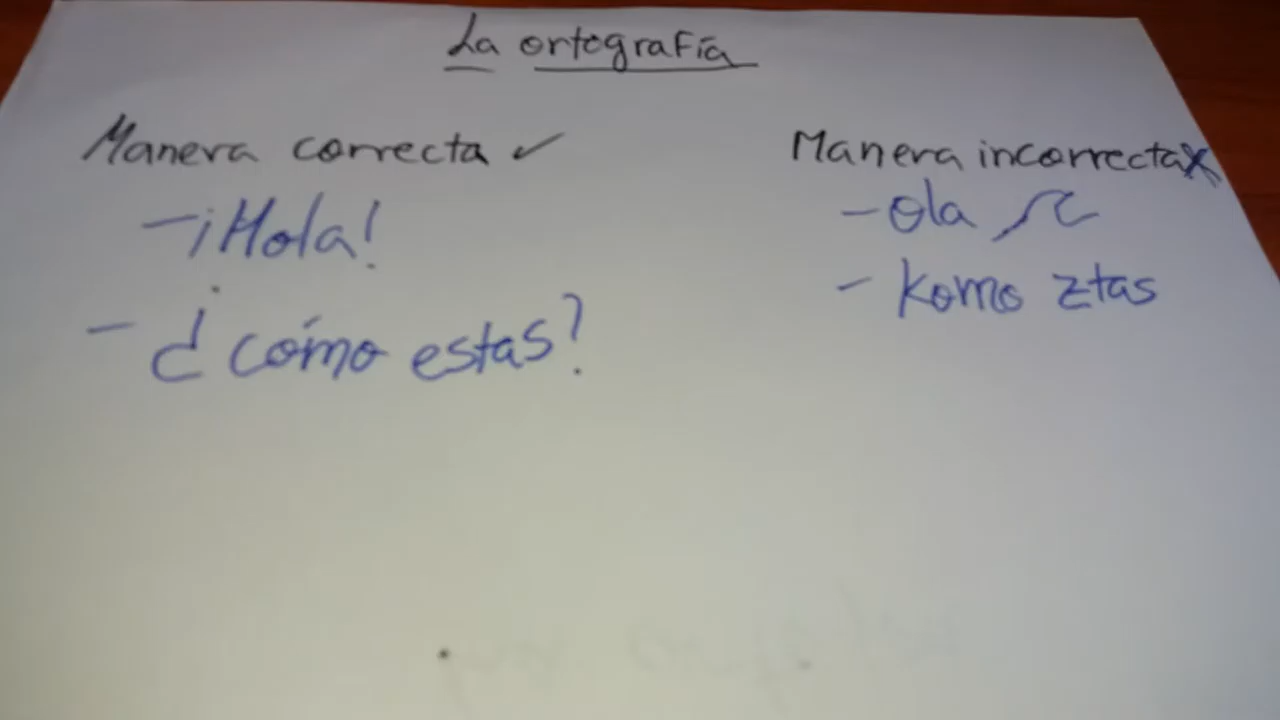 La ortografía
Manera correcta ✓
- ¡Hola!
- ¿cómo estas?
Manera incorrecta X
- Ola
- Komo ztas